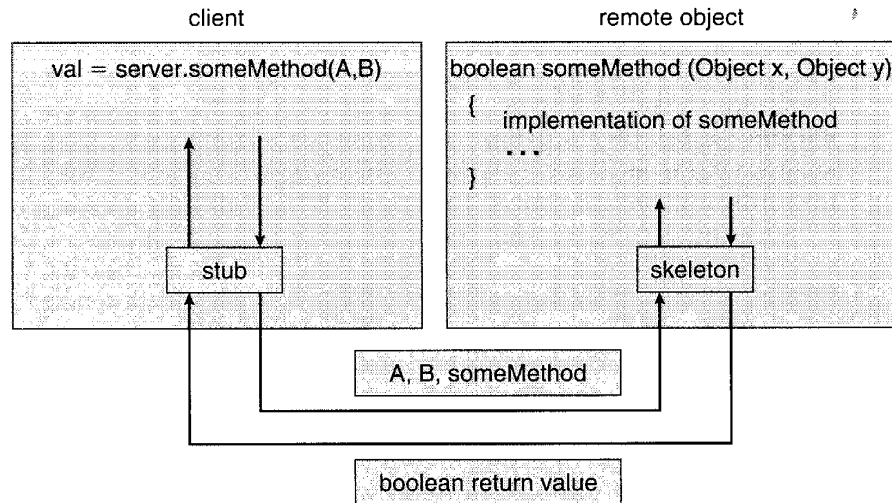 client
val = server.someMethod(A,B)
stub
remote object
boolean someMethod (Object x, Object y)
{
implementation of someMethod
...
}
skeleton
A, B, someMethod
boolean return value